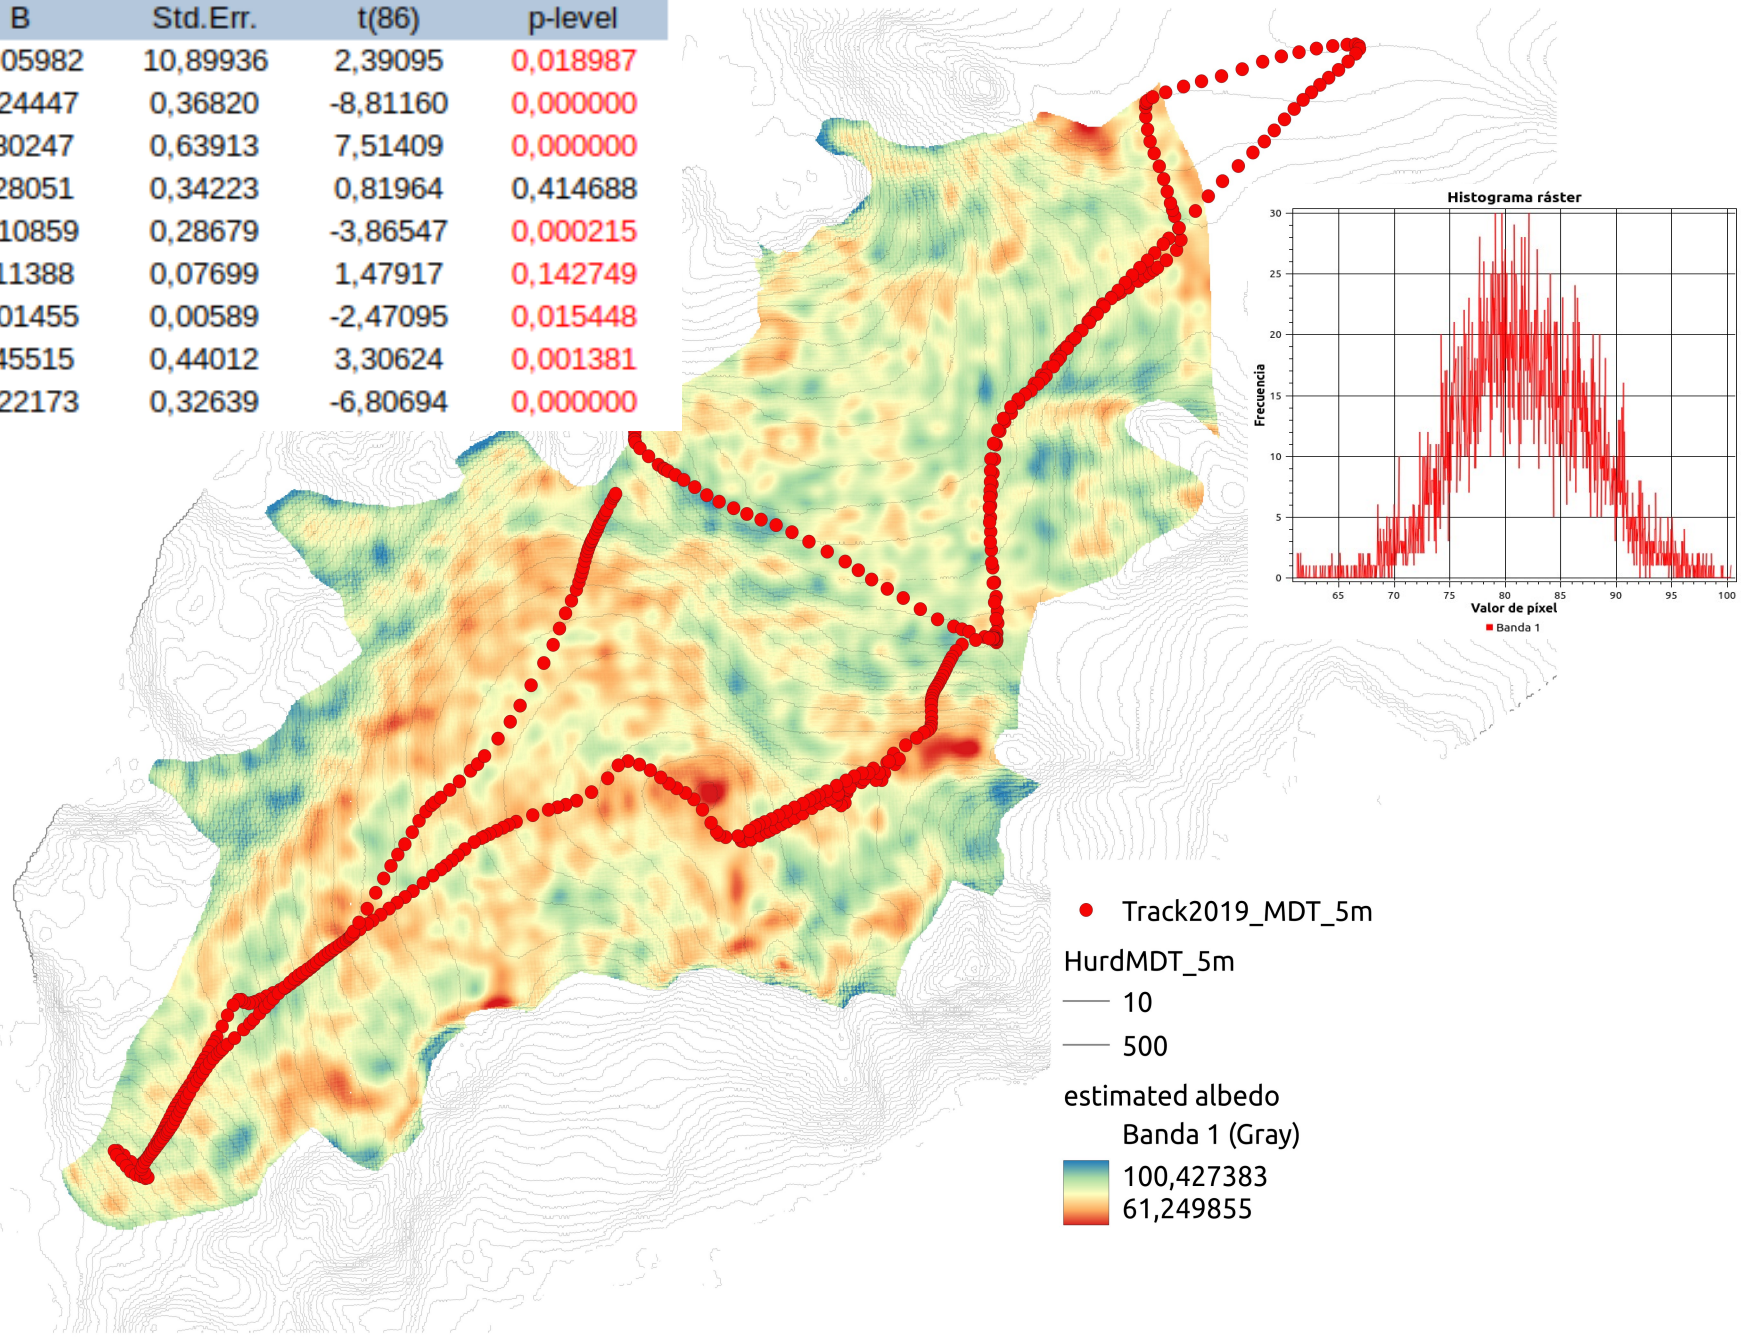 B Std.Err. t(86) p-level
05982 10,89936 2,39095 0,018987
24447 0,36820 -8,81160 0,000000
30247 0,63913 7,51409 0,000000
28051 0,34223 0,81964 0,414688
10859 0,28679 -3,86547 0,000215
11388 0,07699 1,47917 0,142749
01455 0,00589 -2,47095 0,015448
45515 0,44012 3,30624 0,001381
22173 0,32639 -6,80694 0,000000
Histograma ráster
30
25
20
15
10
5
0
Frecuencia
65 70 75 80 85 90 95 100
Valor de píxel
Banda 1
Track2019_MDT_5m
HurdMDT_5m
10
500
estimated albedo
Banda 1 (Gray)
100,427383
61,249855